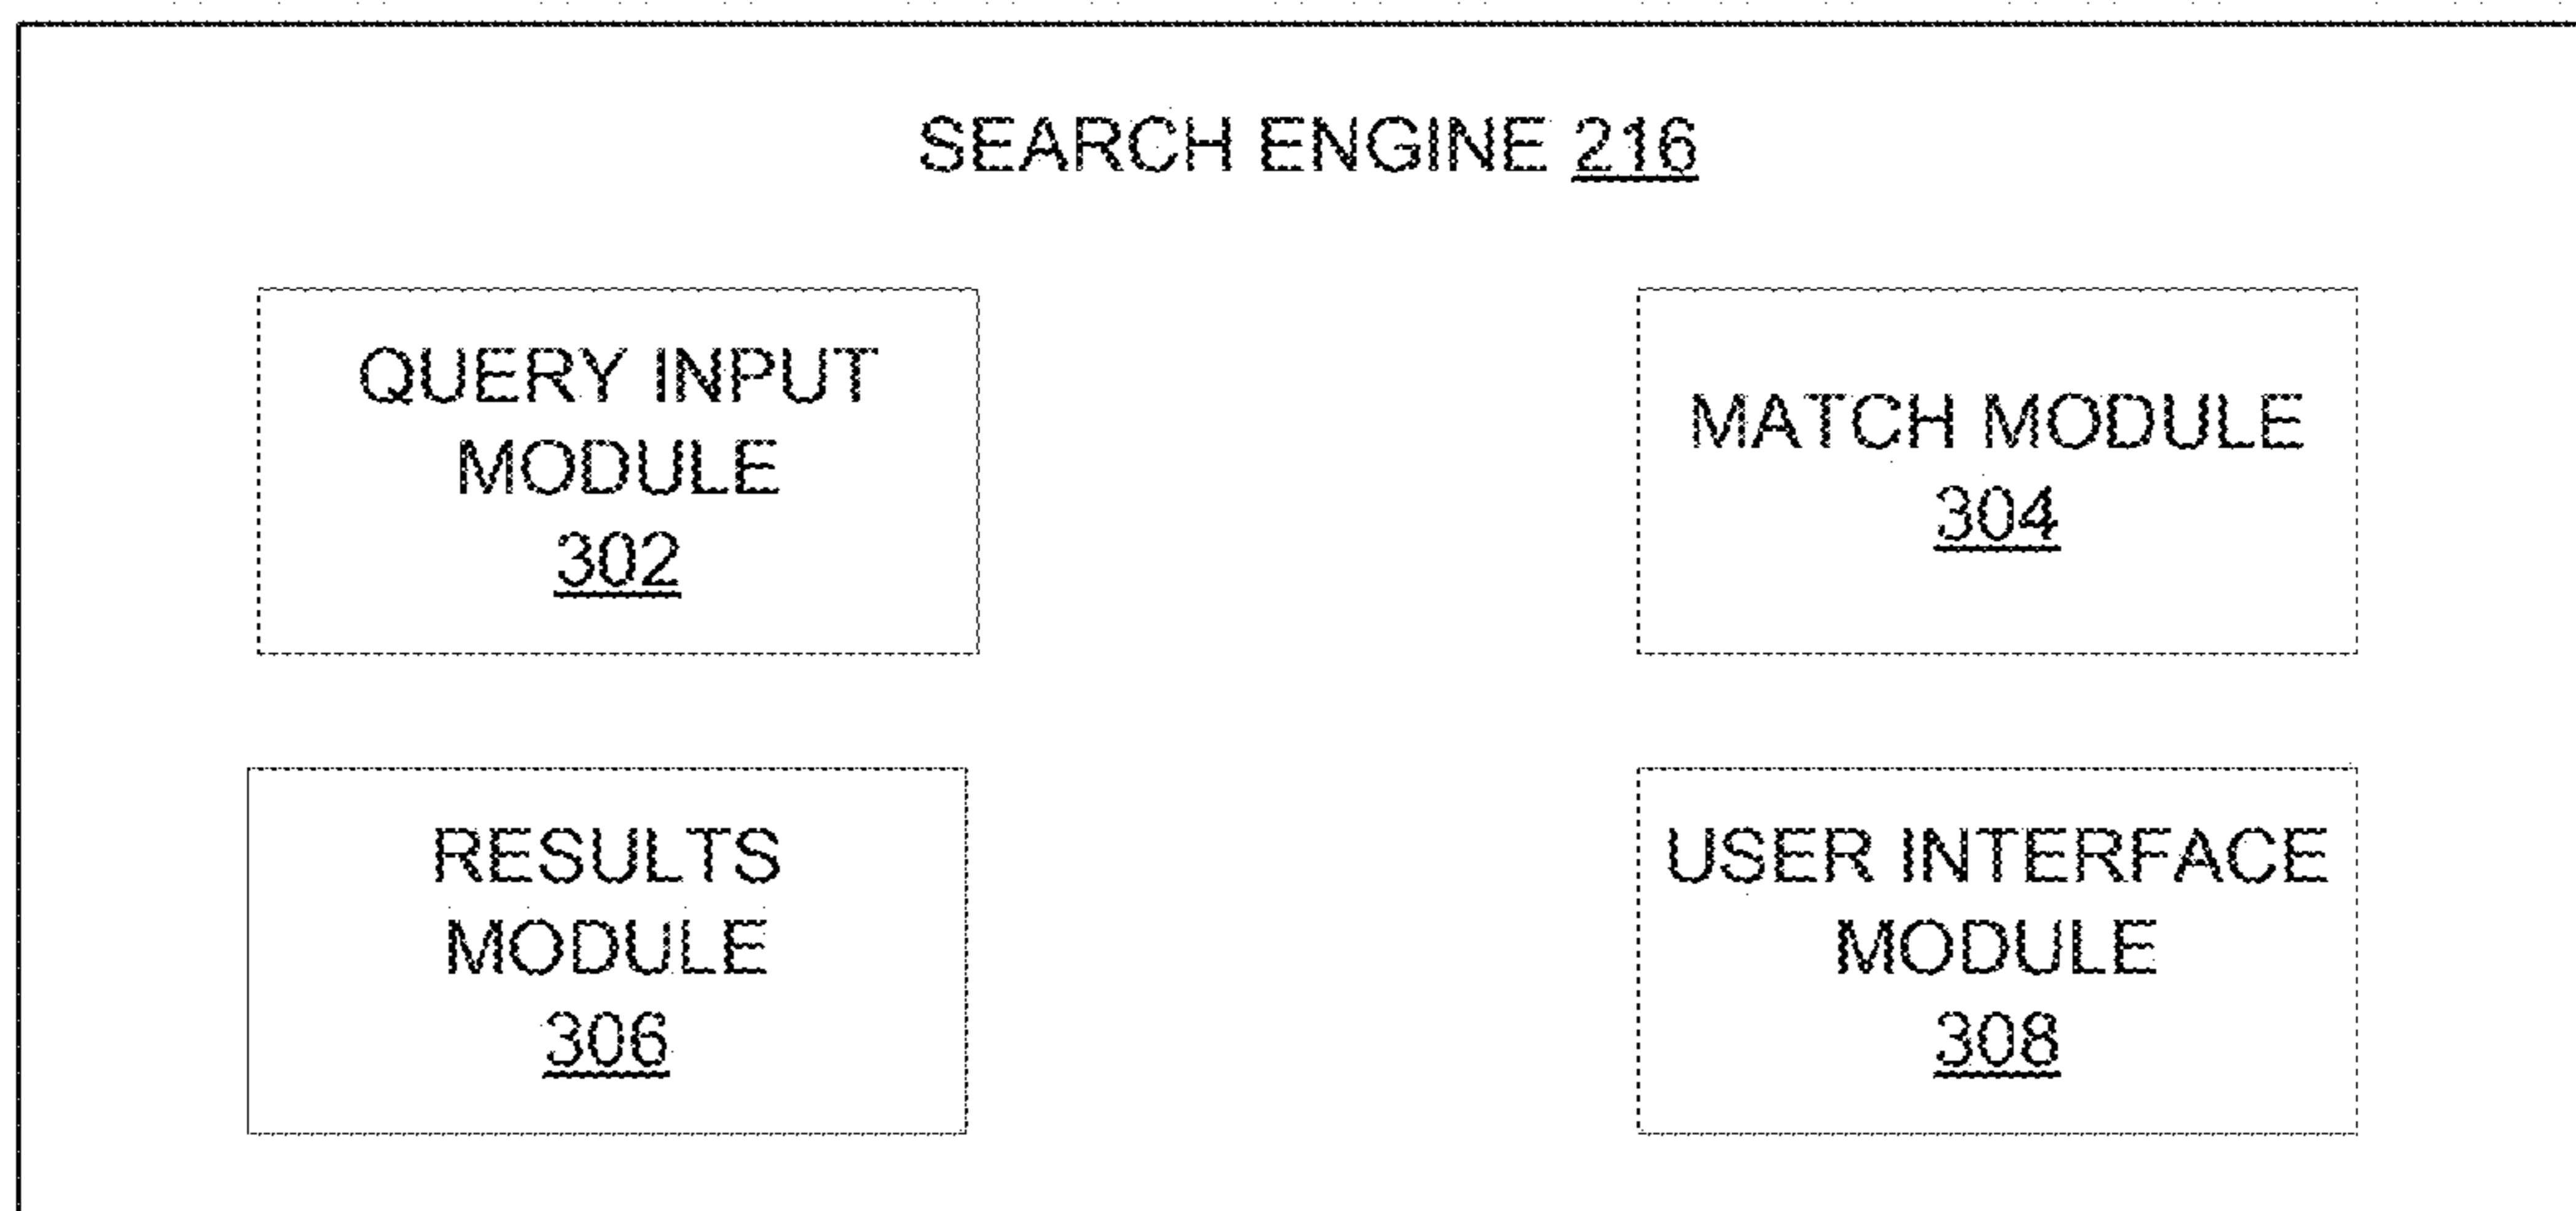 SEARCH ENGINE 216
QUERY INPUT
MODULE
302
MATCH MODULE
304
RESULTS
MODULE
306
USER INTERFACE
MODULE
308